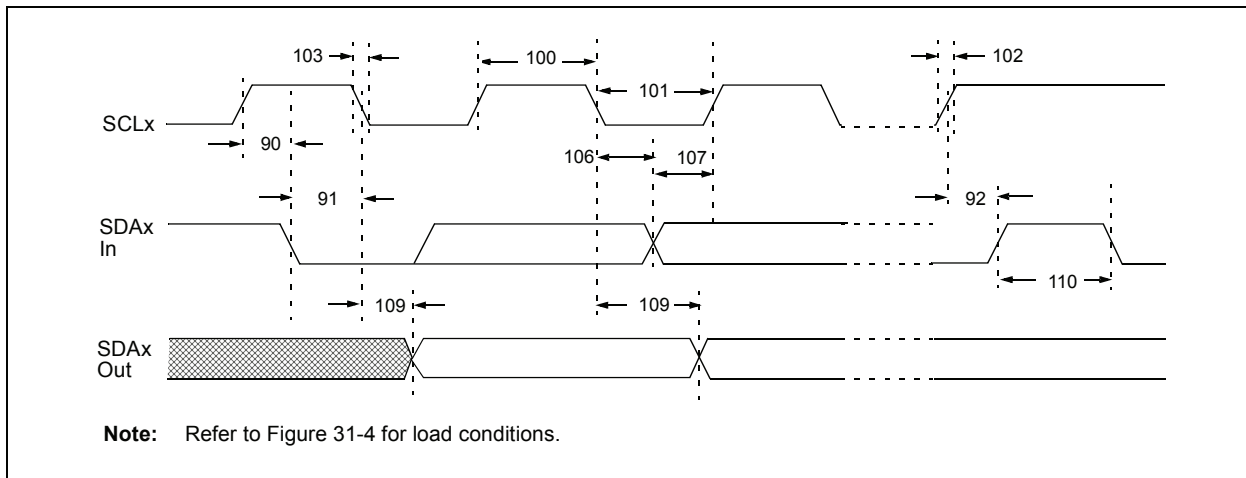 103
100
102
101
SCLx
90
106
107
91
92
SDAx
In
110
109
109
SDAx
Out
Note: Refer to Figure 31-4 for load conditions.